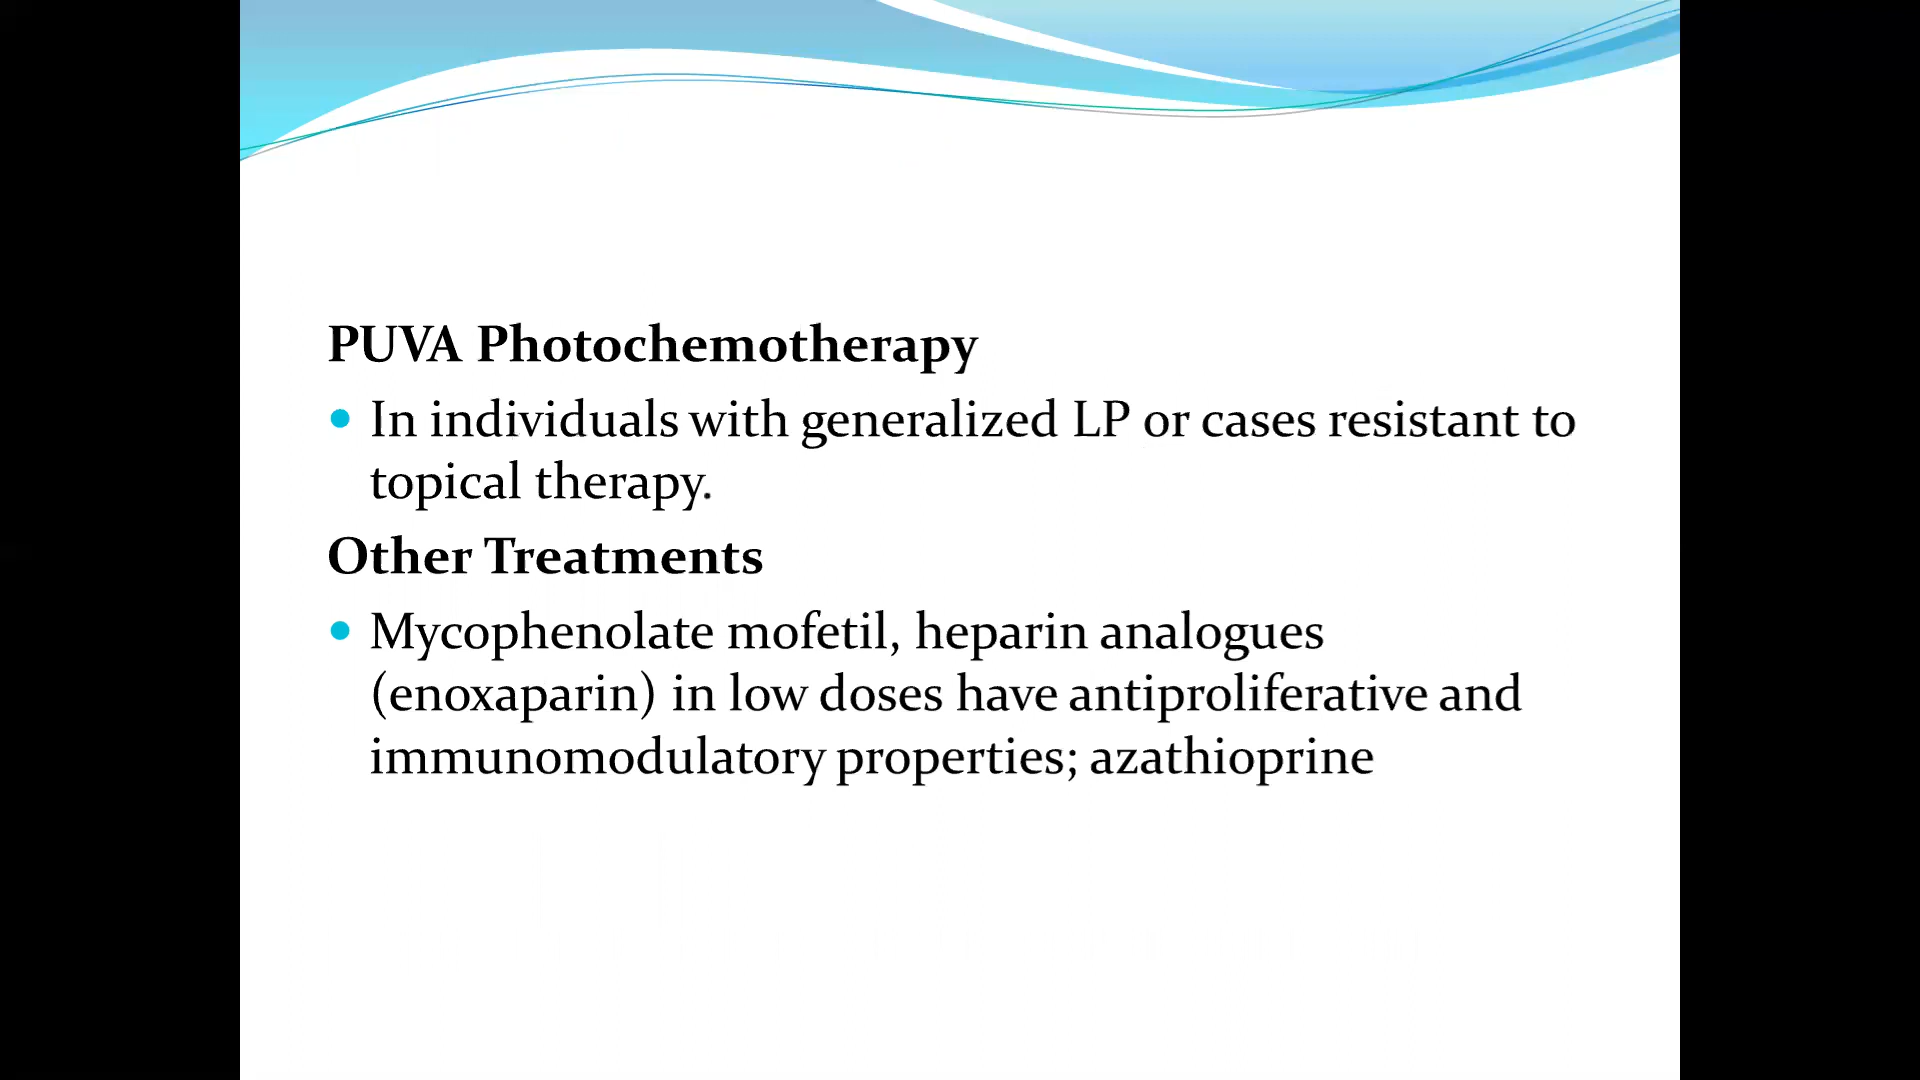 PUVA Photochemotherapy
In individuals with generalized LP or cases resistant to
topical therapy.
Other Treatments
Mycophenolate mofetil, heparin analogues
(enoxaparin) in low doses have antiproliferative and
immunomodulatory properties; azathioprine